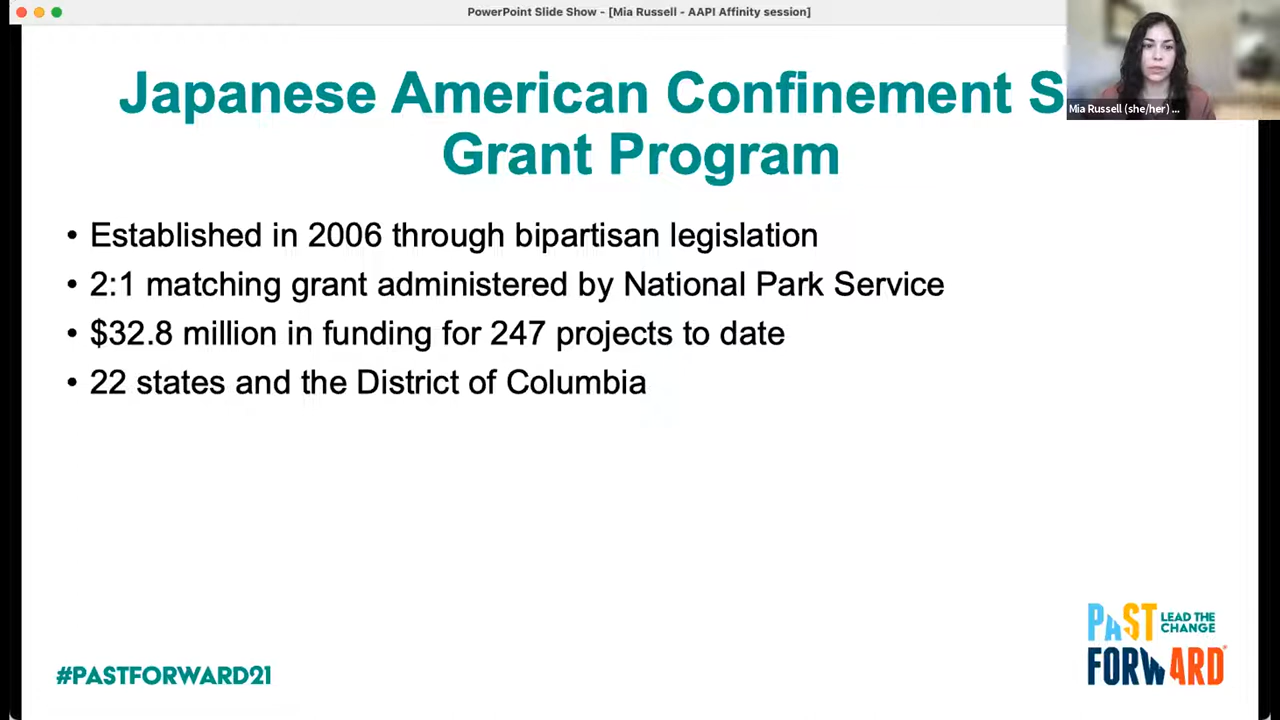 PowerPoint Slide Show - [Mia Russell - AAPI Affinity session]
Mia Russell (she/her) ...
Japanese American Confinement S
Grant Program
• Established in 2006 through bipartisan legislation
• 2:1 matching grant administered by National Park Service
• $32.8 million in funding for 247 projects to date
• 22 states and the District of Columbia
#PASTFORWARD21
PAST LEAD THE
CHANGE
FORWARD